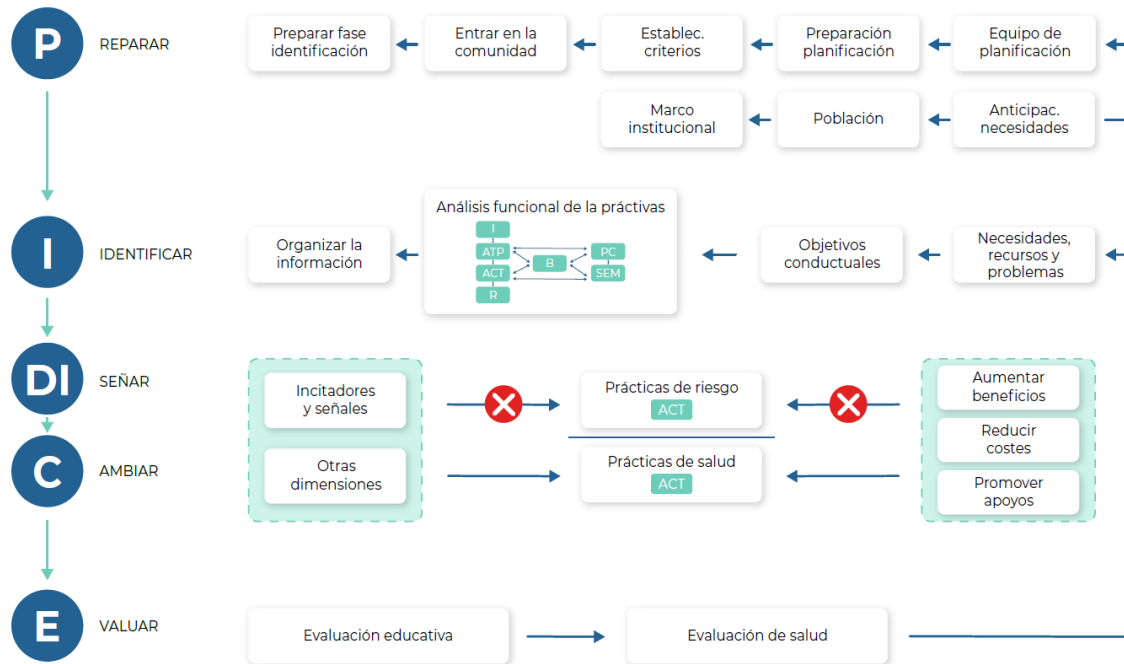 P
REPARAR
Preparar fase
identificación
Entrar en la
comunidad
Establec.
criterios
Preparación
planificación
Equipo de
planificación
Marco
institucional
Población
Anticipac.
necesidades
I
IDENTIFICAR
Organizar la
información
Análisis funcional de la práctivas
I
ATP
ACT
R
B
PC
SEM
Objetivos
conductuales
Necesidades,
recursos y
problemas
DI
SEÑAR
Incitadores
y señales
Prácticas de riesgo
ACT
Aumentar
beneficios
Reducir
costes
C
AMBIAR
Otras
dimensiones
Prácticas de salud
ACT
Promover
apoyos
E
VALUAR
Evaluación educativa
Evaluación de salud